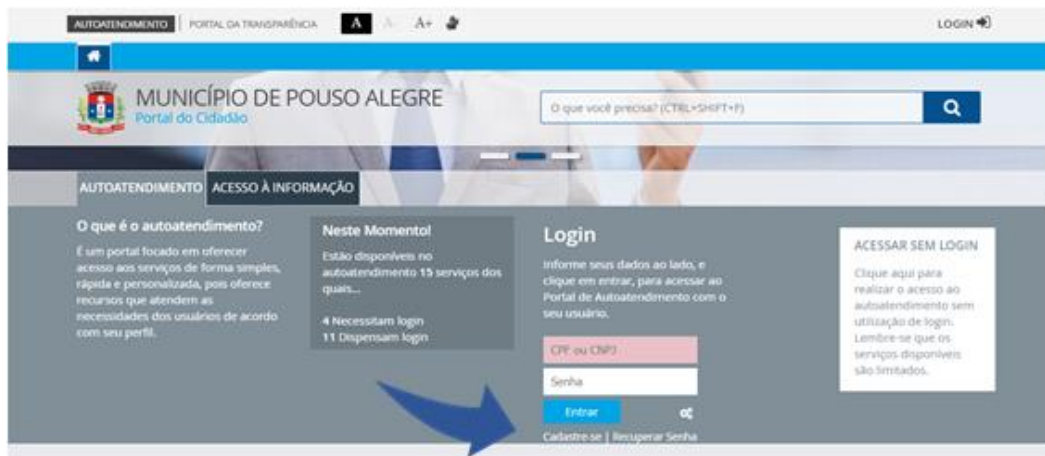 AUTOATENDIMENTO
PORTAL DA TRANSPARÊNCIA
A A- A+
LOGIN
MUNICÍPIO DE POUSO ALEGRE
Portal do Cidadão
O que você precisa? (CTRL+SHIFT+F)
AUTOATENDIMENTO
ACESSO À INFORMAÇÃO
O que é o autoatendimento?
É um portal focado em oferecer
acesso aos serviços de forma simples,
rápida e personalizada, pois oferece
recursos que atendem as
necessidades dos usuários de acordo
com seu perfil.
Neste Momento!
Estão disponíveis no
autoatendimento 15 serviços dos
quais...
4 Necessitam login
11 Dispensam login
Login
Informe seus dados ao lado, e
clique em entrar, para acessar ao
Portal de Autoatendimento com o
seu usuário.
CPF ou CNPJ
Senha
Entrar
Cadastre-se | Recuperar Senha
ACESSAR SEM LOGIN
Clique aqui para
realizar o acesso ao
autoatendimento sem
utilização de login.
Lembre-se que os
serviços disponíveis
são limitados.